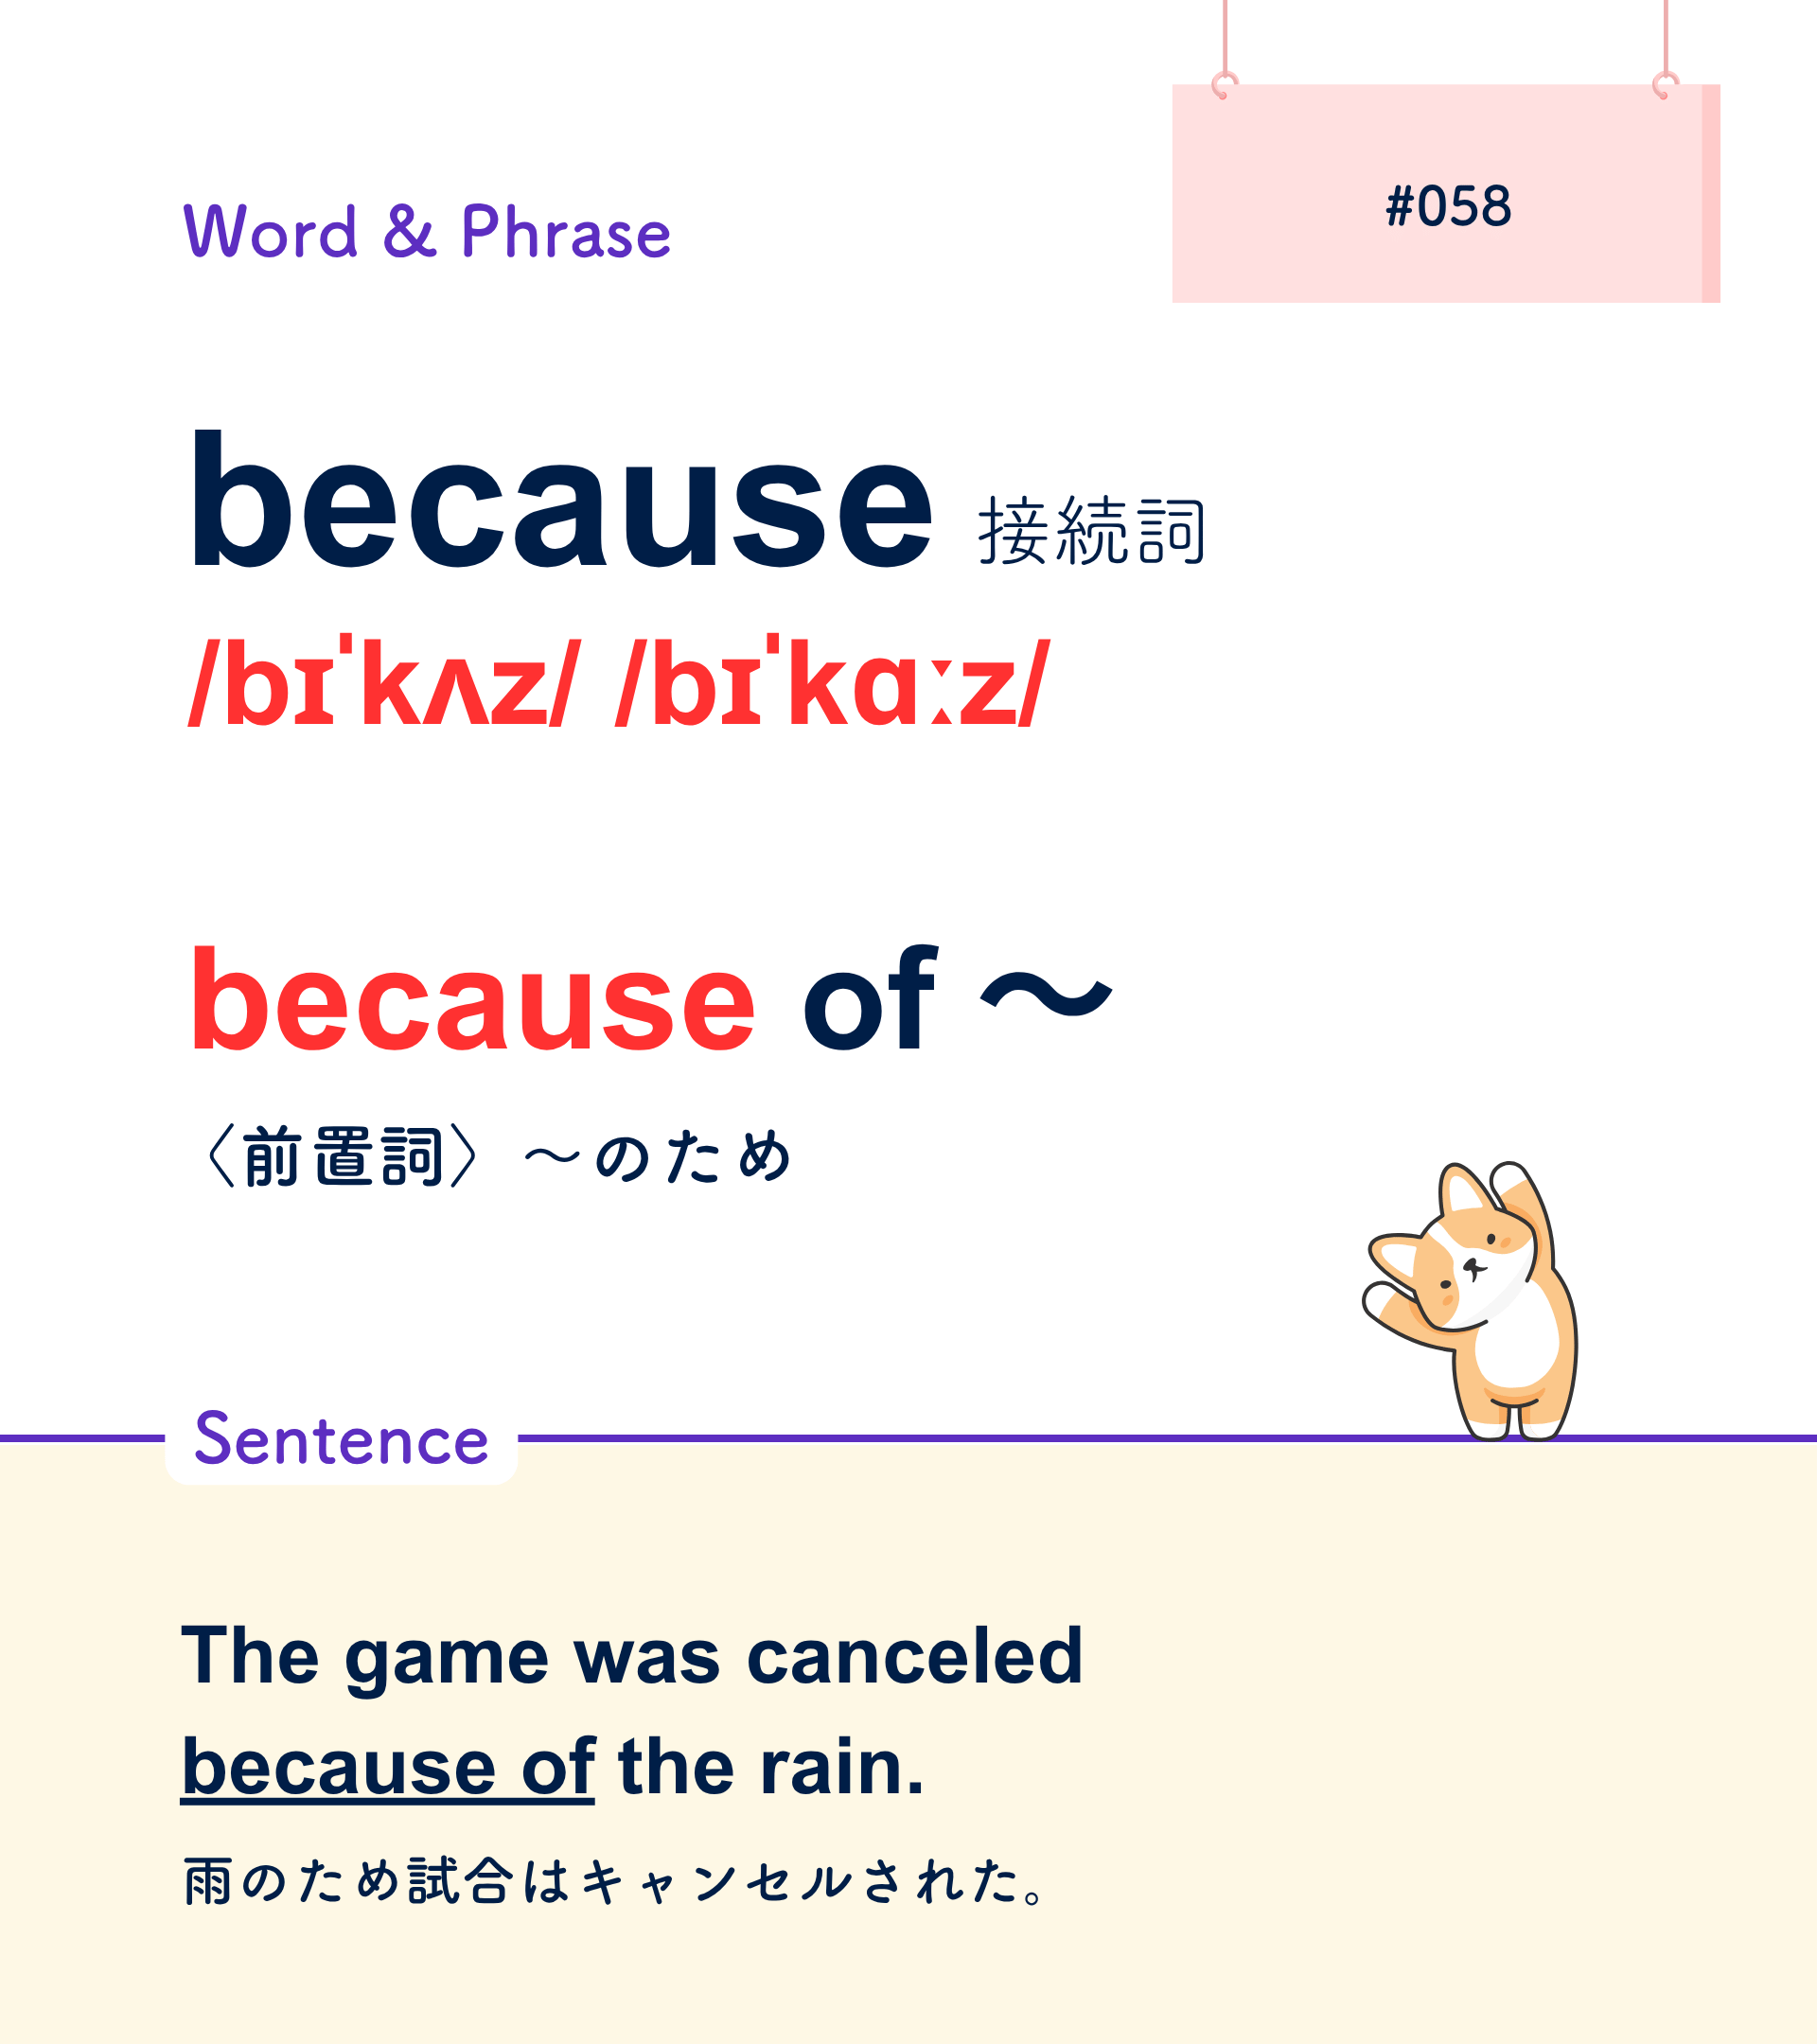 #058
Word & Phrase
because 接続詞
/bɪˈkʌz/ /bɪˈkɑːz/
because of 〜
〈前置詞〉 〜のため
Sentence
The game was canceled
because of the rain.
雨のため試合はキャンセルされた。